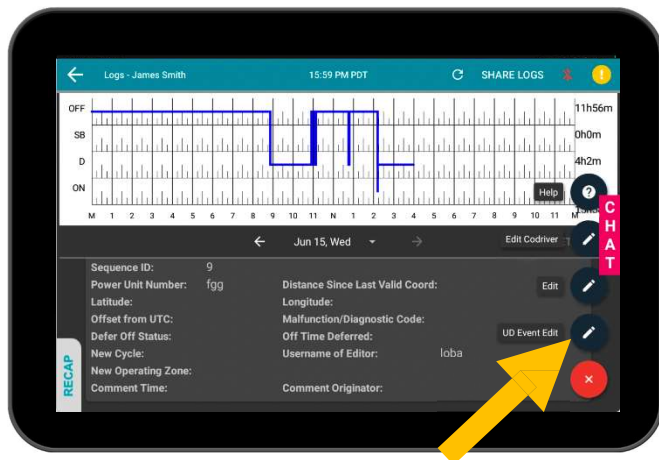 Logs - James Smith 15:59 PM PDT SHARE LOGS
OFF 11h56m
SB 0h0m
D 4h2m
ON
M 1 2 3 4 5 6 7 8 9 10 11 N 1 2 3 4 5 6 7 8 9 10 11 M
Help
CHAT
Jun 15, Wed
Edit Codriver
Sequence ID: 9
Power Unit Number: fgg Distance Since Last Valid Coord:
Edit
Latitude: Longitude:
Offset from UTC: Malfunction/Diagnostic Code:
Defer Off Status: Off Time Deferred:
UD Event Edit
New Cycle: Username of Editor: loba
New Operating Zone:
Comment Time: Comment Originator:
RECAP